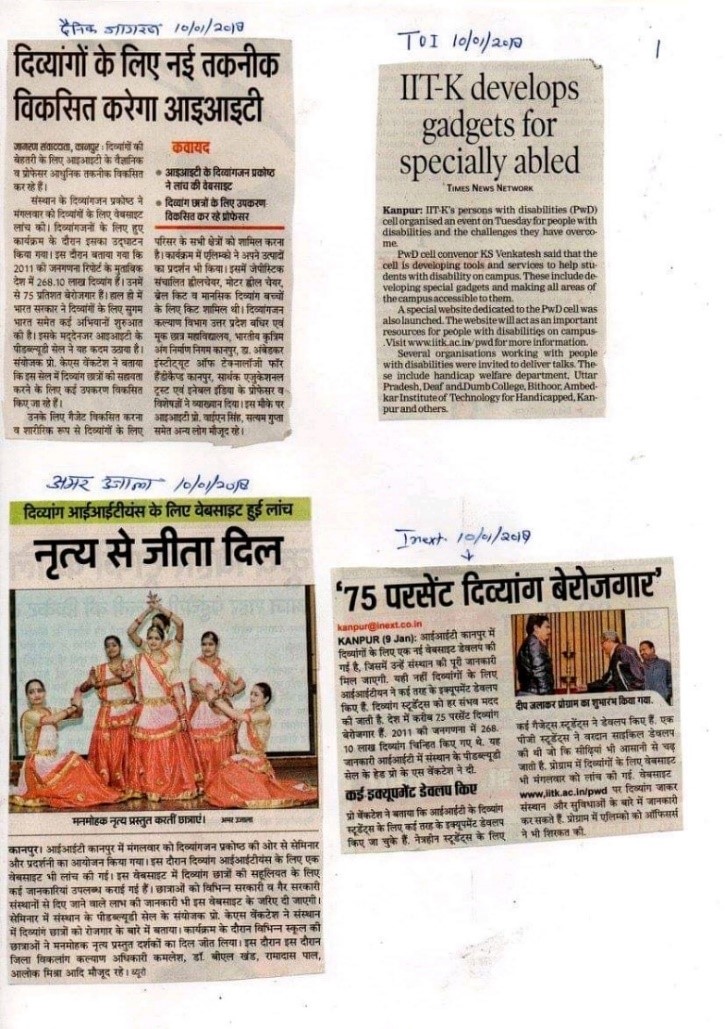 दैनिक जागरण 10/01/2018
दिव्यांगों के लिए नई तकनीक
विकसित करेगा आइआइटी
जागरण संवाददाता, कानपुर : दिव्यांगों की
बेहतरी के लिए आइआइटी के वैज्ञानिक
व प्रोफेसर आधुनिक तकनीक विकसित
कर रहे हैं।
संस्थान के दिव्यांगजन प्रकोष्ठ ने
मंगलवार को दिव्यांगों के लिए वेबसाइट
लांच की। दिव्यांगजनों के लिए हुए
कार्यक्रम के दौरान इसका उद्घाटन
किया गया। इस दौरान बताया गया कि
2011 की जनगणना रिपोर्ट के मुताबिक
देश में 268.10 लाख दिव्यांग हैं। उनमें
से 75 प्रतिशत बेरोजगार हैं। हाल ही में
भारत सरकार ने दिव्यांगों के लिए सुगम
भारत समेत कई अभियानों शुरुआत
की है। इसके मद्देनजर आइआइटी के
पीडब्ल्यूडी सेल ने यह कदम उठाया है।
संयोजक प्रो. केएस वेंकटेश ने बताया
कि इस सेल में दिव्यांग छात्रों की सहायता
करने के लिए कई उपकरण विकसित
किए जा रहे हैं।
उनके लिए गैजेट विकसित करना
व शारीरिक रूप से दिव्यांगों के लिए
कवायद
• आइआइटी के दिव्यांगजन प्रकोष्ठ
ने लांच की वेबसाइट
• दिव्यांग छात्रों के लिए उपकरण
विकसित कर रहे प्रोफेसर
परिसर के सभी क्षेत्रों को शामिल करना
है। कार्यक्रम में एलिम्को ने अपने उत्पादों
का प्रदर्शन भी किया। इसमें जेपीस्टिक
संचालित ह्वीलचेयर, मोटर ह्वील चेयर,
ब्रेल किट व मानसिक दिव्यांग बच्चों
के लिए किट शामिल थी। दिव्यांगजन
कल्याण विभाग उत्तर प्रदेश बधिर एवं
मूक छात्र महाविद्यालय, भारतीय कृत्रिम
अंग निर्माण निगम कानपुर, डा. अंबेडकर
इंस्टीट्यूट ऑफ टेक्नालॉजी फॉर
हैंडीकैप्ड कानपुर, सार्थक एजुकेशनल
ट्रस्ट एवं इनेबल इंडिया के प्रोफेसर व
विशेषज्ञों ने व्याख्यान दिया। इस मौके पर
आइआइटी प्रो. वाईएन सिंह, सत्यम गुप्ता
समेत अन्य लोग मौजूद रहे।
TOI 10/01/2018
1
IIT-K develops
gadgets for
specially abled
TIMES NEWS NETWORK
Kanpur: IIT-K's persons with disabilities (PwD)
cell organised an event on Tuesday for people with
disabilities and the challenges they have overco-
me.
PwD cell convenor KS Venkatesh said that the
cell is developing tools and services to help stu-
dents with disability on campus. These include de-
veloping special gadgets and making all areas of
the campus accessible to them.
A special website dedicated to the PwD cell was
also launched. The website will act as an important
resources for people with disabilities on campus
.Visit www.iitk.ac.in/pwd for more information.
Several organisations working with people
with disabilities were invited to deliver talks. The-
se include handicap welfare department, Uttar
Pradesh, Deaf and Dumb College, Bithoor, Ambed-
kar Institute of Technology for Handicapped, Kan-
pur and others.
अमर उजाला 10/01/2018
दिव्यांग आईआईटीयंस के लिए वेबसाइट हुई लांच
नृत्य से जीता दिल
मनमोहक नृत्य प्रस्तुत करतीं छात्राएं। अमर उजाला
कानपुर। आईआईटी कानपुर में मंगलवार को दिव्यांगजन प्रकोष्ठ की ओर से सेमिनार
और प्रदर्शनी का आयोजन किया गया। इस दौरान दिव्यांग आईआईटीयंस के लिए एक
वेबसाइट भी लांच की गई। इस वेबसाइट में दिव्यांग छात्रों की सहूलियत के लिए
कई जानकारियां उपलब्ध कराई गई हैं। छात्राओं को विभिन्न सरकारी व गैर सरकारी
संस्थानों से दिए जाने वाले लाभ की जानकारी भी इस वेबसाइट के जरिए दी जाएगी।
सेमिनार में संस्थान के पीडब्ल्यूडी सेल के संयोजक प्रो. केएस वेंकटेश ने संस्थान
में दिव्यांग छात्रों को रोजगार के बारे में बताया। कार्यक्रम के दौरान विभिन्न स्कूल की
छात्राओं ने मनमोहक नृत्य प्रस्तुत दर्शकों का दिल जीत लिया। इस दौरान इस दौरान
जिला विकलांग कल्याण अधिकारी कमलेश, डॉ. बीएल खंड, रामादास पाल,
आलोक मिश्रा आदि मौजूद रहे। ब्यूरो
Inext 10/01/2018
‘75 परसेंट दिव्यांग बेरोजगार’
kanpur@inext.co.in
KANPUR (9 Jan): आईआईटी कानपुर में
दिव्यांगों के लिए एक नई वेबसाइट डेवलप की
गई है, जिसमें उन्हें संस्थान की पूरी जानकारी
मिल जाएगी. यही नहीं दिव्यांगों के लिए
आईआईटीयन ने कई तरह के इक्यूपमेंट डेवलप
किए हैं. दिव्यांग स्टूडेंट्स को हर संभव मदद
की जाती है. देश में करीब 75 परसेंट दिव्यांग
बेरोजगार हैं. 2011 की जनगणना में 268.
10 लाख दिव्यांग चिन्हित किए गए थे. यह
जानकारी आईआईटी में संस्थान के पीडब्ल्यूडी
सेल के हेड प्रो के एस वेंकटेश ने दी.
कई इक्यूपमेंट डेवलप किए
प्रो वेंकटेश ने बताया कि आईआईटी के दिव्यांग
स्टूडेंट्स के लिए कई तरह के इक्यूपमेंट डेवलप
किए जा चुके हैं. नेत्रहीन स्टूडेंट्स के लिए
दीप जलाकर प्रोग्राम का शुभारंभ किया गया.
कई गैजेट्स स्टूडेंट्स ने डेवलप किए हैं. एक
पीजी स्टूडेंट्स ने वरदान साइकिल डेवलप
की थी जो कि सीढ़ियां भी आसानी से चढ़
जाती है. प्रोग्राम में दिव्यांगों के लिए वेबसाइट
भी मंगलवार को लांच की गई. वेबसाइट
www.iitk.ac.in/pwd पर दिव्यांग जाकर
संस्थान और सुविधाओं के बारे में जानकारी
कर सकते हैं. प्रोग्राम में एलिम्को को ऑफिसर्स
ने भी शिरकत की.